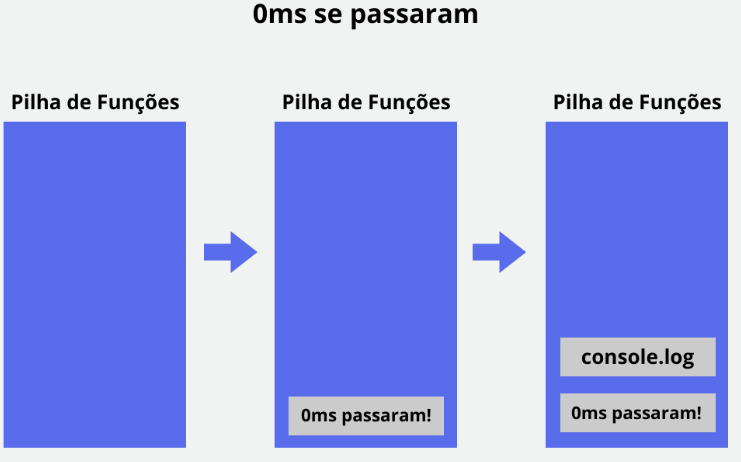 0ms se passaram
Pilha de Funções
Pilha de Funções
Pilha de Funções
0ms passaram!
console.log
0ms passaram!